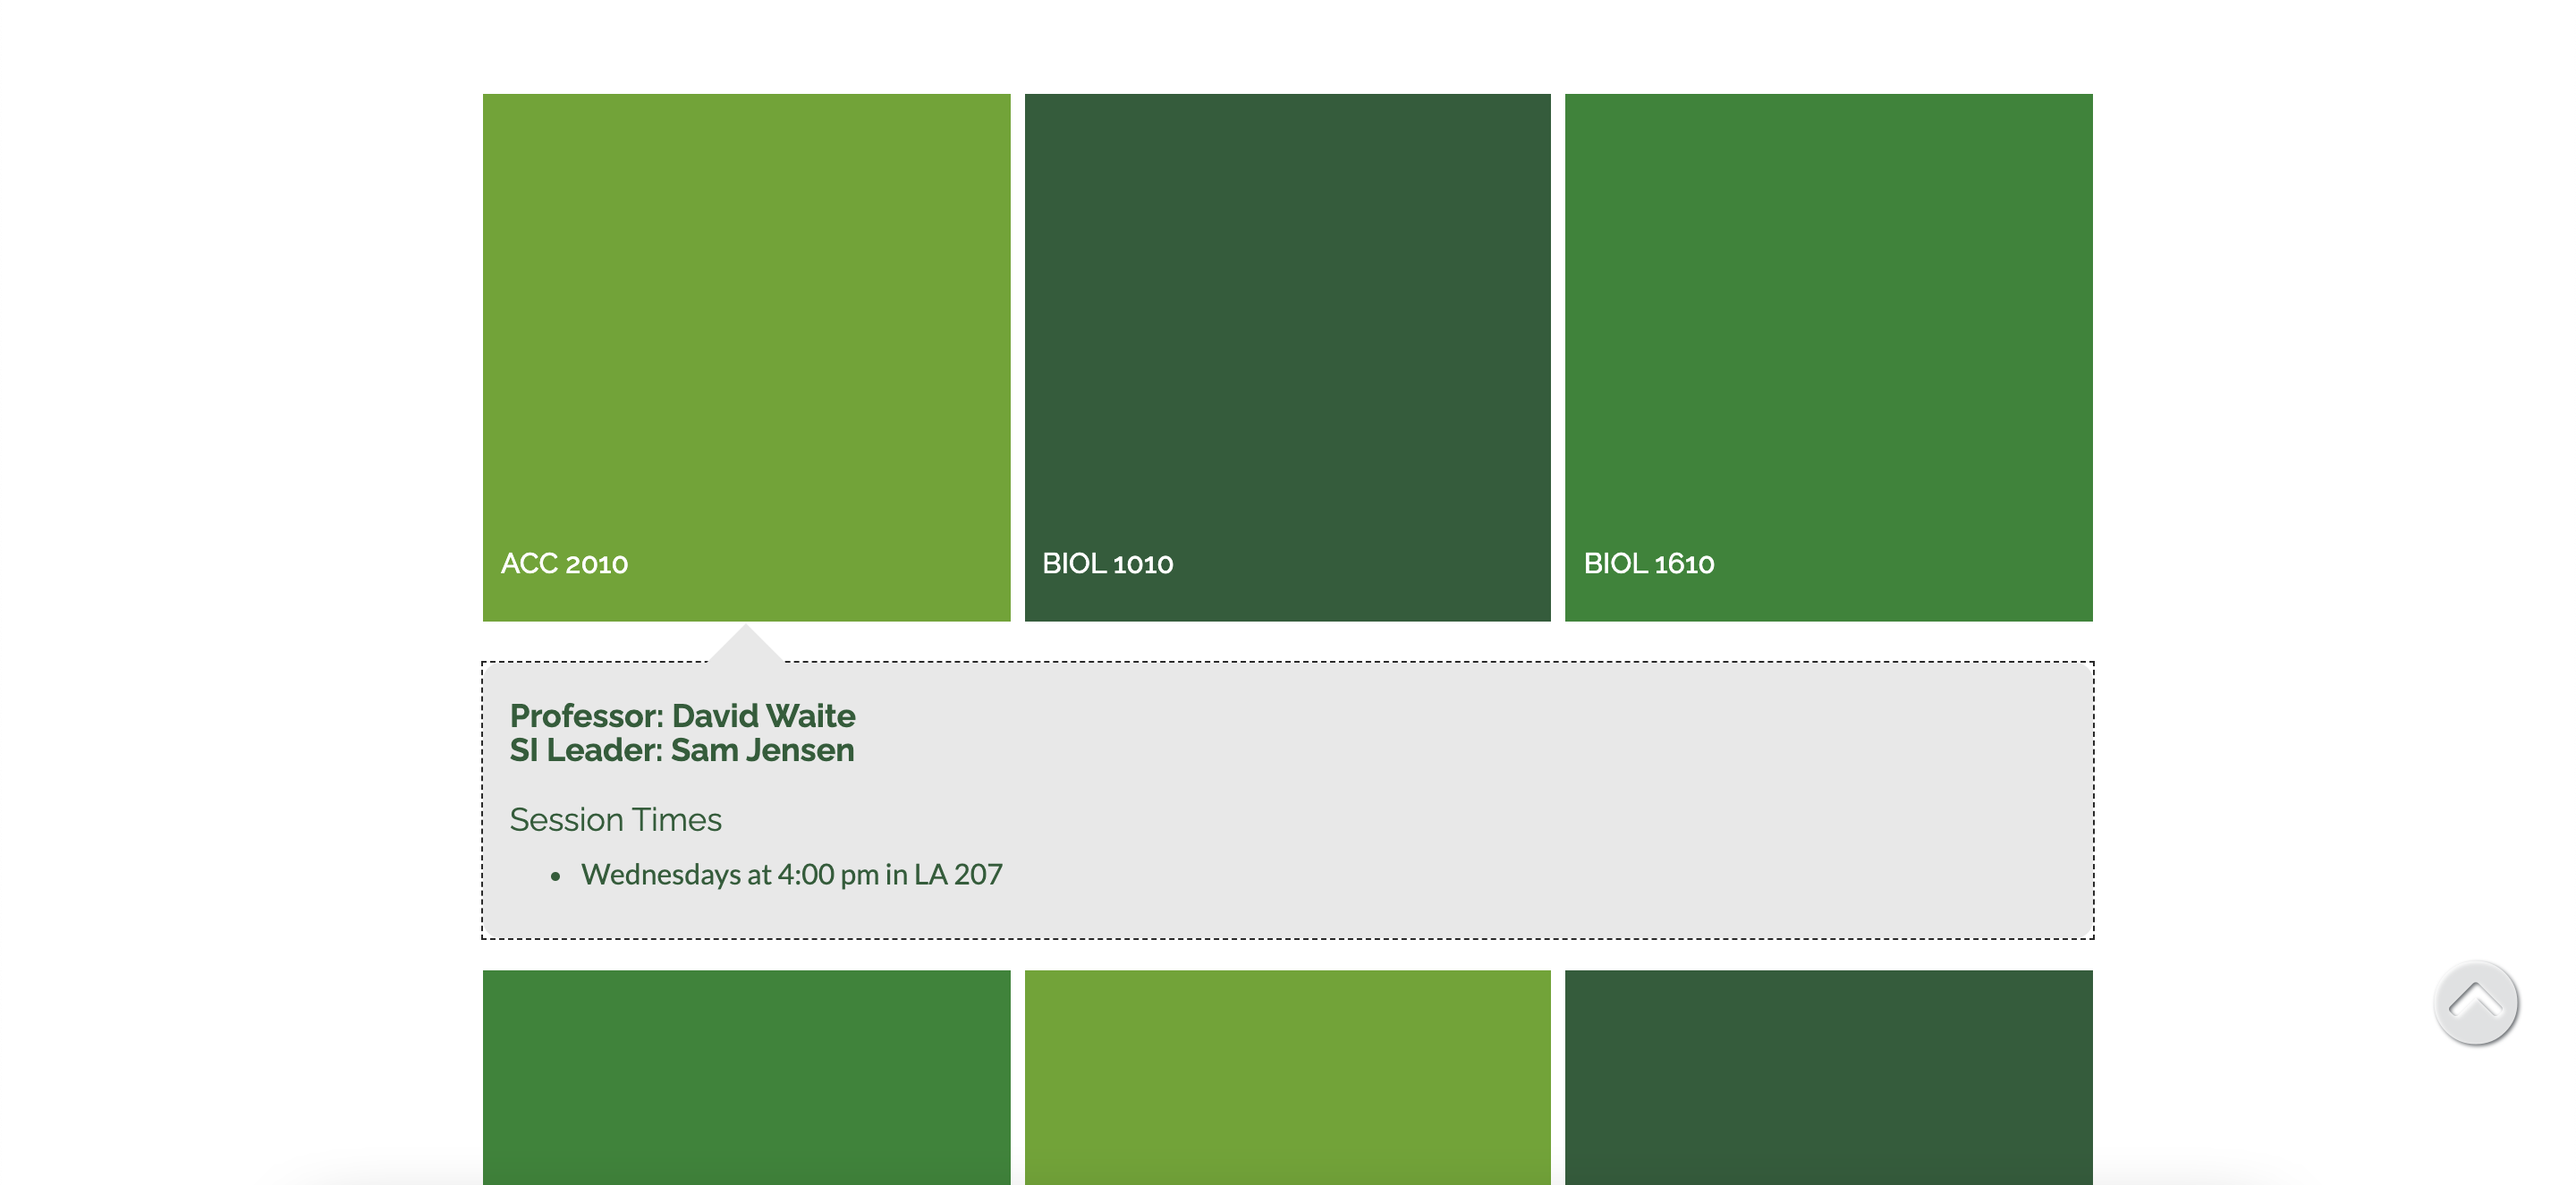 ACC 2010
BIOL 1010
BIOL 1610
Professor: David Waite
SI Leader: Sam Jensen
Session Times
• Wednesdays at 4:00 pm in LA 207